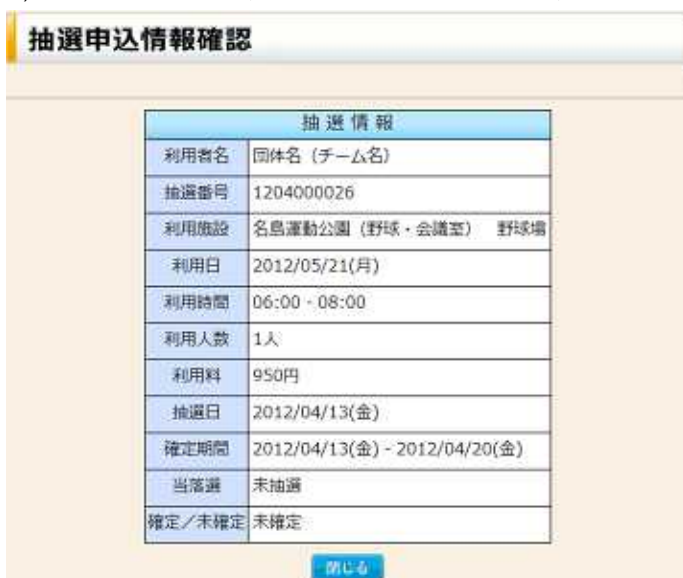 抽選申込情報確認
抽選情報
利用者名 団体名（チーム名）
抽選番号 1204000026
利用施設 名島運動公園（野球・会議室） 野球場
利用日 2012/05/21(月)
利用時間 06:00 - 08:00
利用人数 1人
利用料 950円
抽選日 2012/04/13(金)
確定期間 2012/04/13(金) - 2012/04/20(金)
当落選 未抽選
確定／未確定 未確定
閉じる